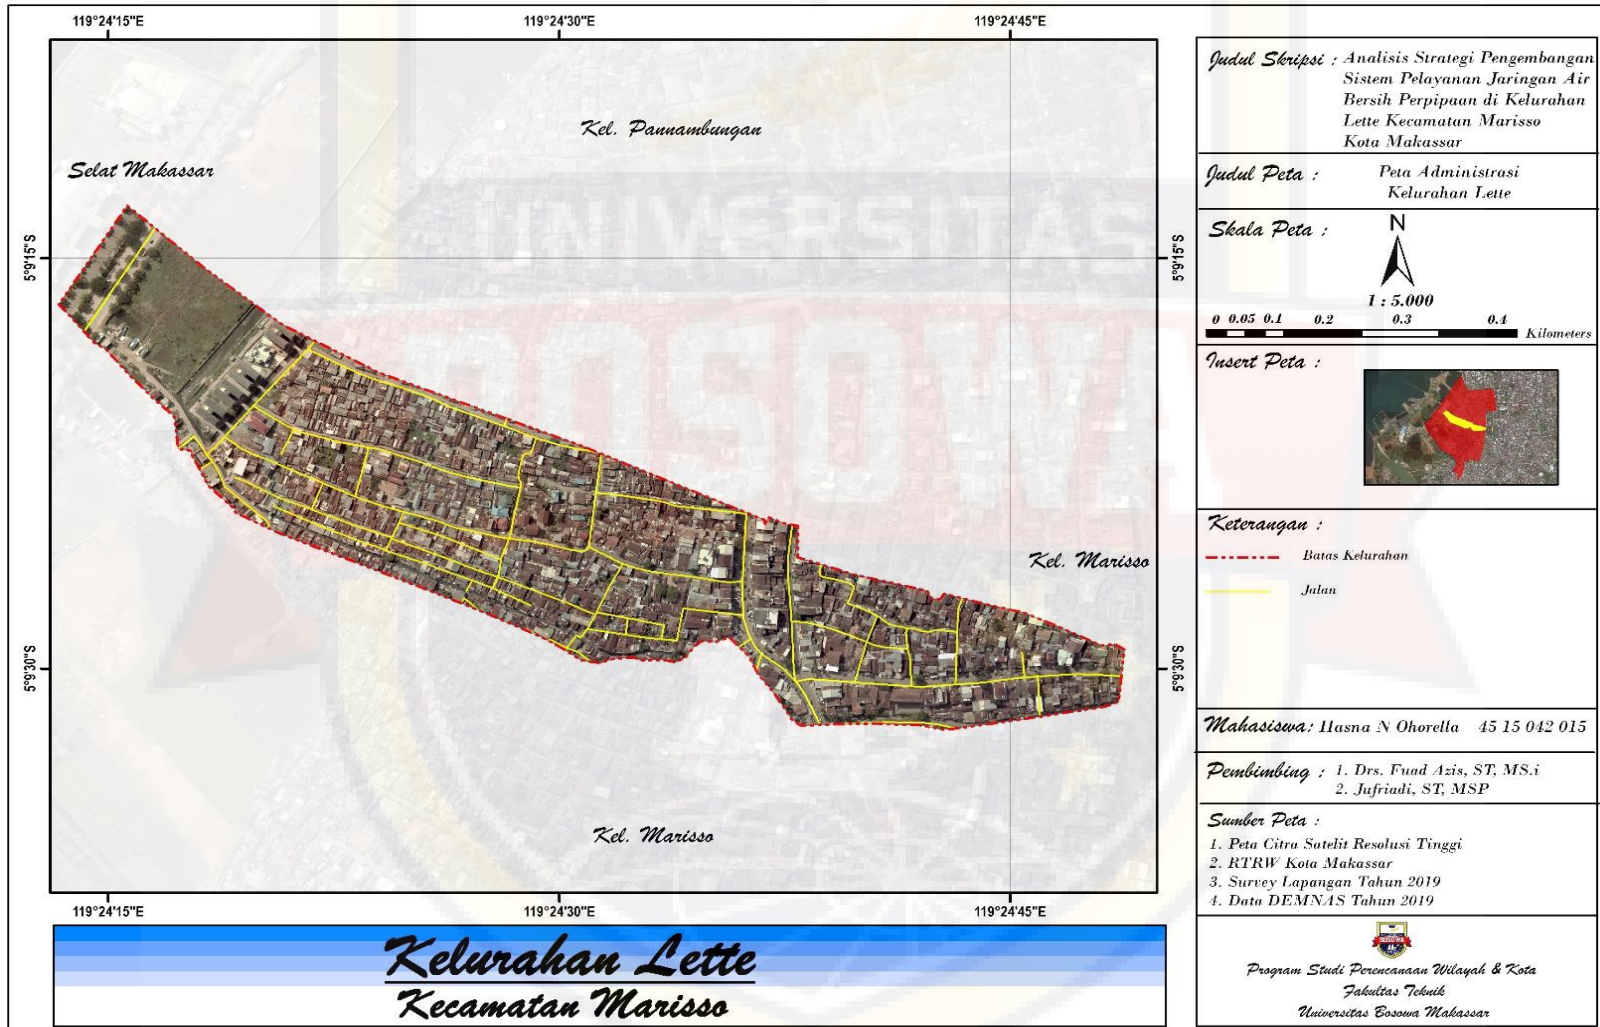 119°24'15"E
119°24'30"E
119°24'45"E
Kel. Pannambungan
Selat Makassar
UNIVERSITAS
5°9'15"S
5°9'15"S
BOSOWA
Kel. Marisso
5°9'30"S
5°9'30"S
Kel. Marisso
119°24'15"E
119°24'30"E
119°24'45"E
Kelurahan Lette
Kecamatan Marisso
Judul Skripsi : Analisis Strategi Pengembangan
Sistem Pelayanan Jaringan Air
Bersih Perpipaan di Kelurahan
Lette Kecamatan Marisso
Kota Makassar
Judul Peta : Peta Administrasi
Kelurahan Lette
Skala Peta :
N
1 : 5.000
0 0.05 0.1 0.2 0.3 0.4
Kilometers
Insert Peta :
Keterangan :
Batas Kelurahan
Jalan
Mahasiswa: Hasna N Ohorella 45 15 042 015
Pembimbing : 1. Drs. Fuad Azis, ST, MS.i
2. Jufriadi, ST, MSP
Sumber Peta :
1. Peta Citra Satelit Resolusi Tinggi
2. RTRW Kota Makassar
3. Survey Lapangan Tahun 2019
4. Data DEMNAS Tahun 2019
BOSOWA
Program Studi Perencanaan Wilayah & Kota
Fakultas Teknik
Universitas Bosowa Makassar